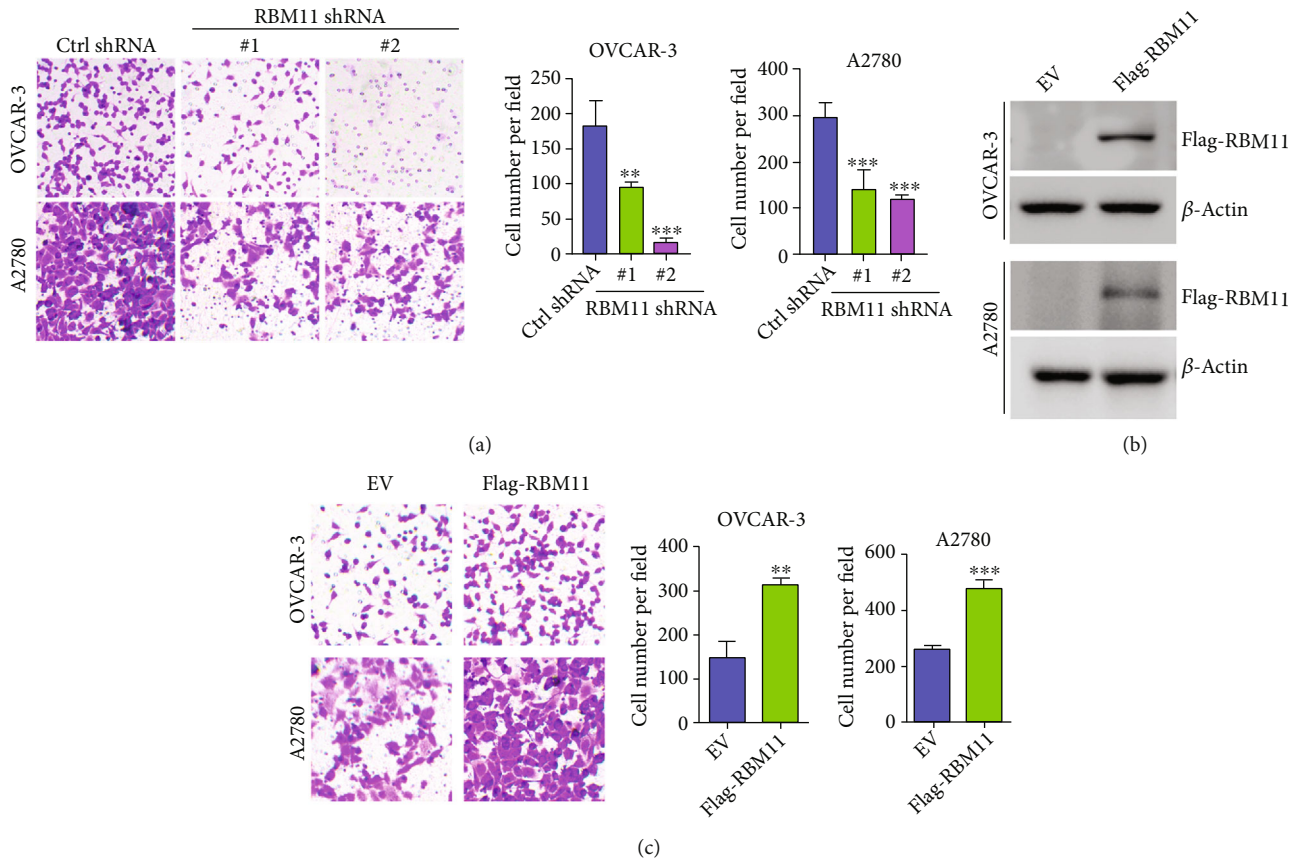 RBM11 shRNA
Ctrl shRNA
#1
#2
OVCAR-3
A2780
OVCAR-3
Cell number per field
250
200
150
100
50
0
**
***
Ctrl shRNA
#1
#2
RBM11 shRNA
A2780
Cell number per field
400
300
200
100
0
***
***
Ctrl shRNA
#1
#2
RBM11 shRNA
(a)
EV
Flag-RBM11
OVCAR-3
Flag-RBM11
β-Actin
A2780
Flag-RBM11
β-Actin
(b)
EV
Flag-RBM11
OVCAR-3
A2780
OVCAR-3
Cell number per field
400
300
200
100
0
**
EV
Flag-RBM11
A2780
Cell number per field
600
400
200
0
***
EV
Flag-RBM11
(c)